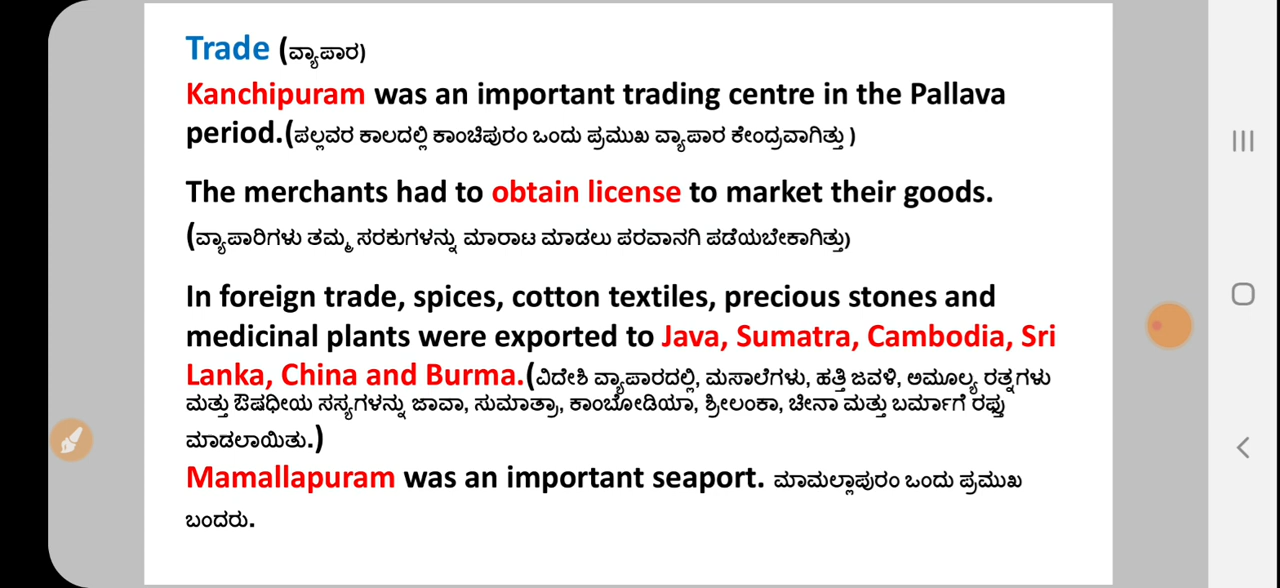 Trade (ವ್ಯಾಪಾರ)
Kanchipuram was an important trading centre in the Pallava
period.(ಪಲ್ಲವರ ಕಾಲದಲ್ಲಿ ಕಾಂಚಿಪುರಂ ಒಂದು ಪ್ರಮುಖ ವ್ಯಾಪಾರ ಕೇಂದ್ರವಾಗಿತ್ತು )
The merchants had to obtain license to market their goods.
(ವ್ಯಾಪಾರಿಗಳು ತಮ್ಮ ಸರಕುಗಳನ್ನು ಮಾರಾಟ ಮಾಡಲು ಪರವಾನಗಿ ಪಡೆಯಬೇಕಾಗಿತ್ತು)
In foreign trade, spices, cotton textiles, precious stones and
medicinal plants were exported to Java, Sumatra, Cambodia, Sri
Lanka, China and Burma.(ವಿದೇಶಿ ವ್ಯಾಪಾರದಲ್ಲಿ, ಮಸಾಲೆಗಳು, ಹತ್ತಿ ಜವಳಿ, ಅಮೂಲ್ಯ ರತ್ನಗಳು
ಮತ್ತು ಔಷಧೀಯ ಸಸ್ಯಗಳನ್ನು ಜಾವಾ, ಸುಮಾತ್ರಾ, ಕಾಂಬೋಡಿಯಾ, ಶ್ರೀಲಂಕಾ, ಚೀನಾ ಮತ್ತು ಬರ್ಮಾಗೆ ರಫ್ತು
ಮಾಡಲಾಯಿತು.)
Mamallapuram was an important seaport. ಮಾಮಲ್ಲಾಪುರಂ ಒಂದು ಪ್ರಮುಖ
ಬಂದರು.